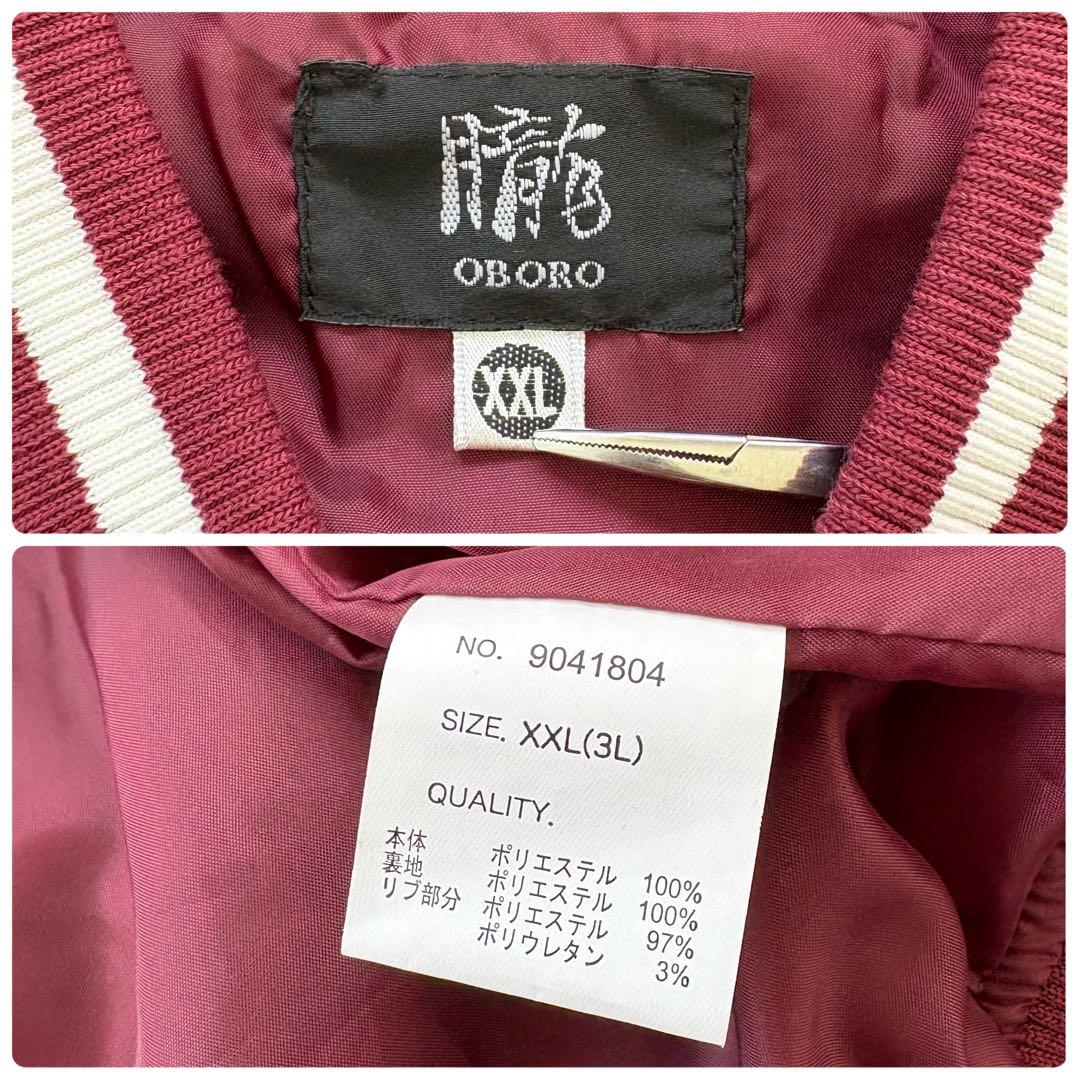 朧
OBORO
XXL
NO. 9041804
SIZE. XXL(3L)
QUALITY.
本体 ポリエステル 100%
裏地 ポリエステル 100%
リブ部分 ポリエステル 97%
ポリウレタン 3%